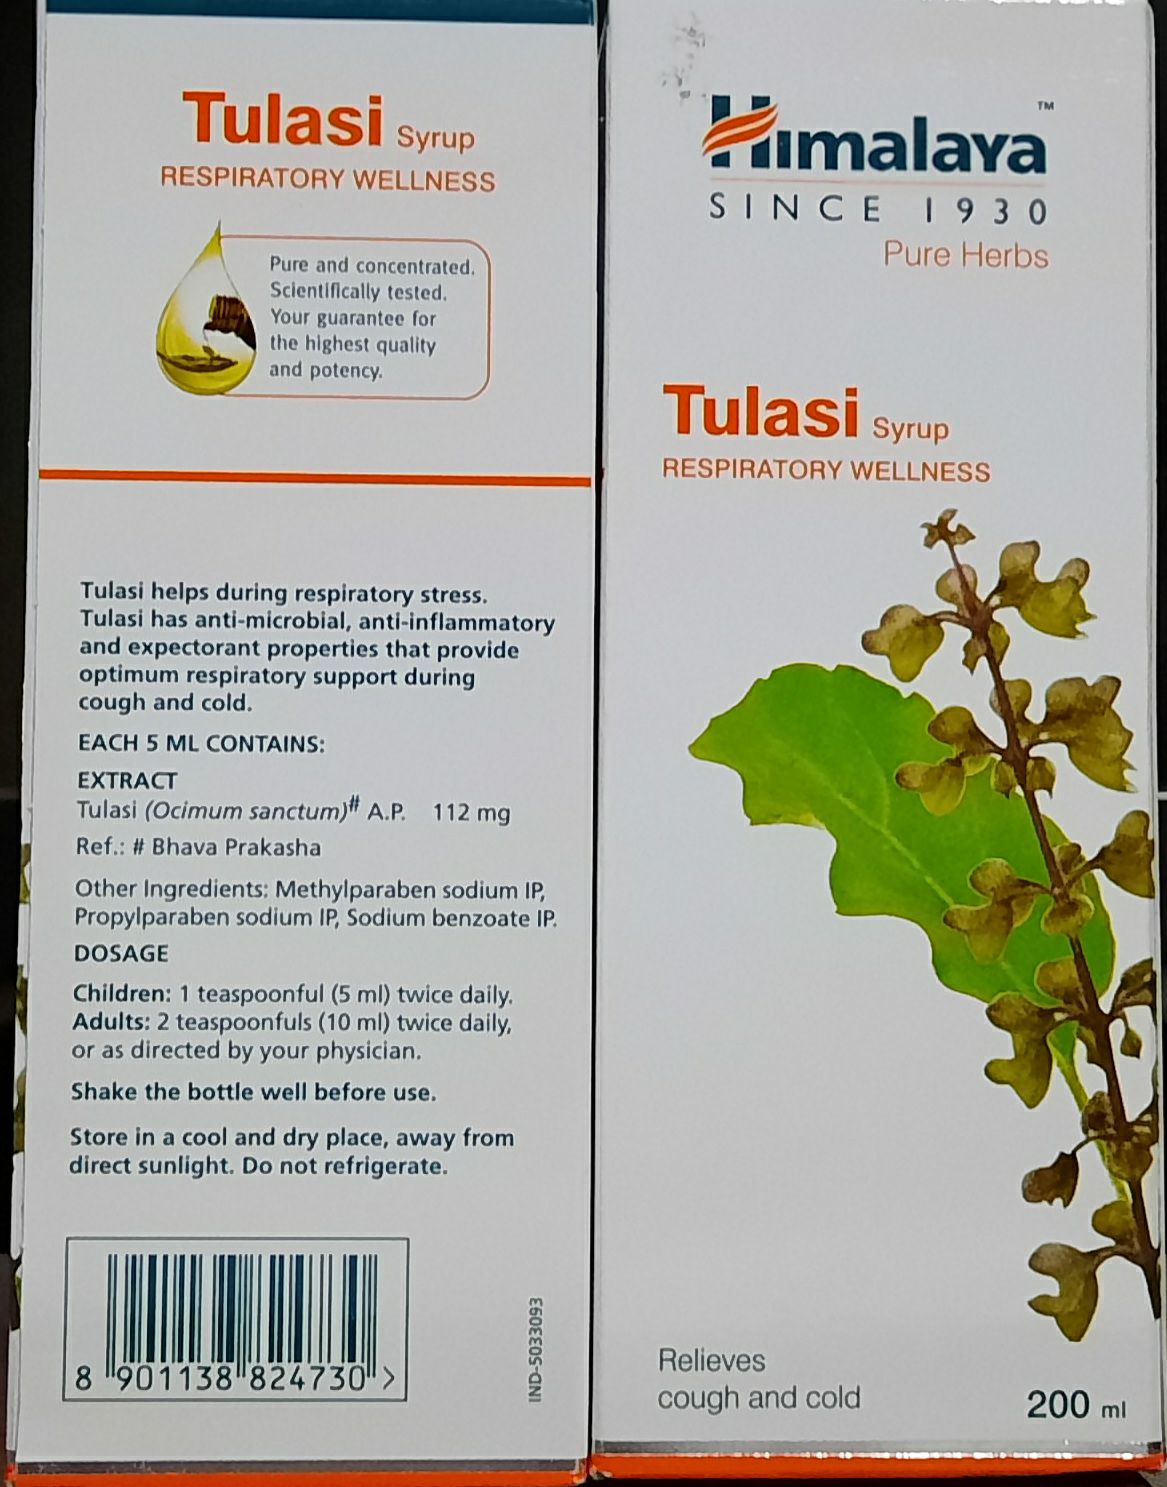 Tulasi Syrup
RESPIRATORY WELLNESS
Pure and concentrated.
Scientifically tested.
Your guarantee for
the highest quality
and potency.
Tulasi helps during respiratory stress.
Tulasi has anti-microbial, anti-inflammatory
and expectorant properties that provide
optimum respiratory support during
cough and cold.
EACH 5 ML CONTAINS:
EXTRACT
Tulasi (Ocimum sanctum)# A.P. 112 mg
Ref.: # Bhava Prakasha
Other Ingredients: Methylparaben sodium IP,
Propylparaben sodium IP, Sodium benzoate IP.
DOSAGE
Children: 1 teaspoonful (5 ml) twice daily.
Adults: 2 teaspoonfuls (10 ml) twice daily,
or as directed by your physician.
Shake the bottle well before use.
Store in a cool and dry place, away from
direct sunlight. Do not refrigerate.
8 901138 824730 >
IND-5033093
Himalaya™
SINCE 1930
Pure Herbs
Tulasi Syrup
RESPIRATORY WELLNESS
Relieves
cough and cold
200 ml